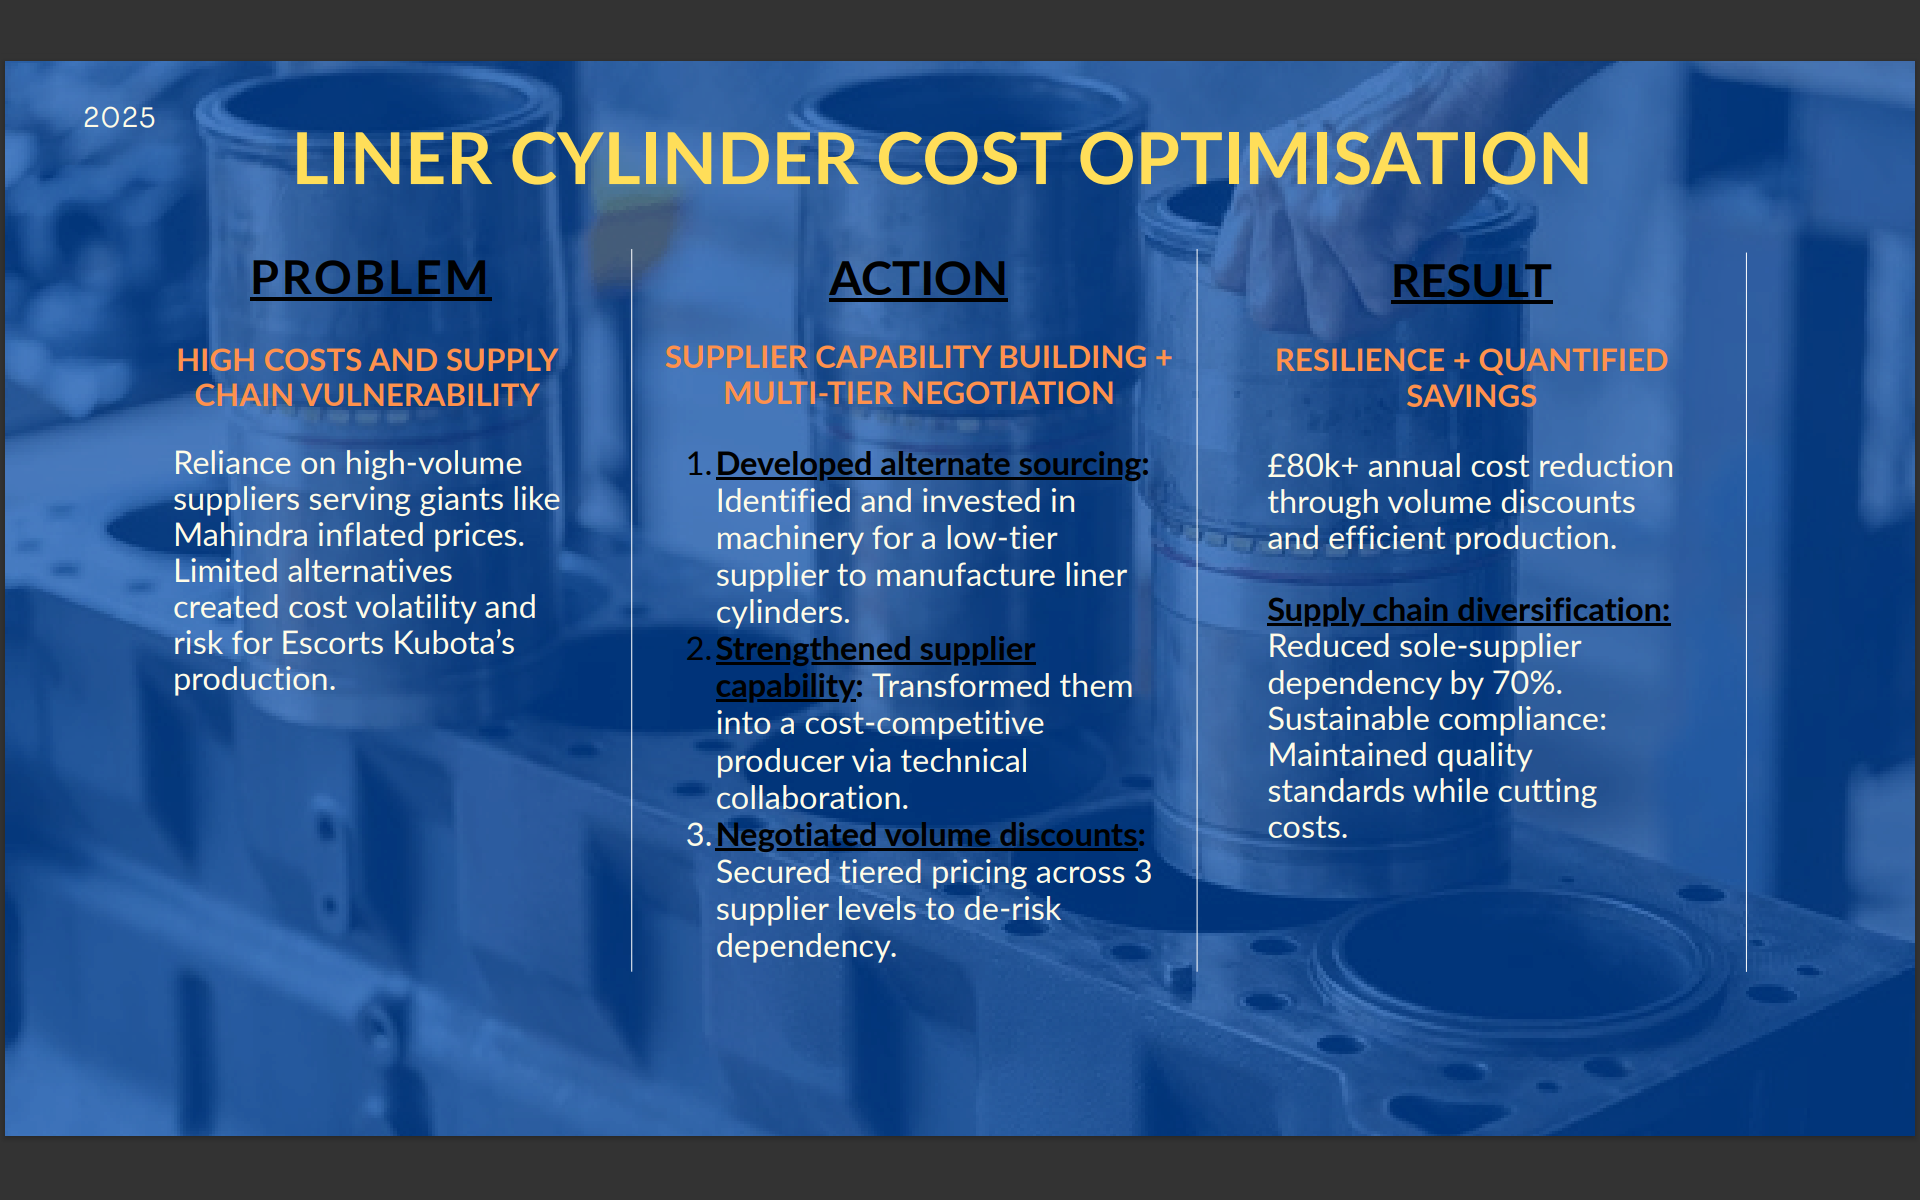 2025
LINER CYLINDER COST OPTIMISATION
PROBLEM
HIGH COSTS AND SUPPLY
CHAIN VULNERABILITY
Reliance on high-volume
suppliers serving giants like
Mahindra inflated prices.
Limited alternatives
created cost volatility and
risk for Escorts Kubota’s
production.
ACTION
SUPPLIER CAPABILITY BUILDING +
MULTI-TIER NEGOTIATION
1. Developed alternate sourcing:
Identified and invested in
machinery for a low-tier
supplier to manufacture liner
cylinders.
2. Strengthened supplier
capability: Transformed them
into a cost-competitive
producer via technical
collaboration.
3. Negotiated volume discounts:
Secured tiered pricing across 3
supplier levels to de-risk
dependency.
RESULT
RESILIENCE + QUANTIFIED
SAVINGS
£80k+ annual cost reduction
through volume discounts
and efficient production.
Supply chain diversification:
Reduced sole-supplier
dependency by 70%.
Sustainable compliance:
Maintained quality
standards while cutting
costs.